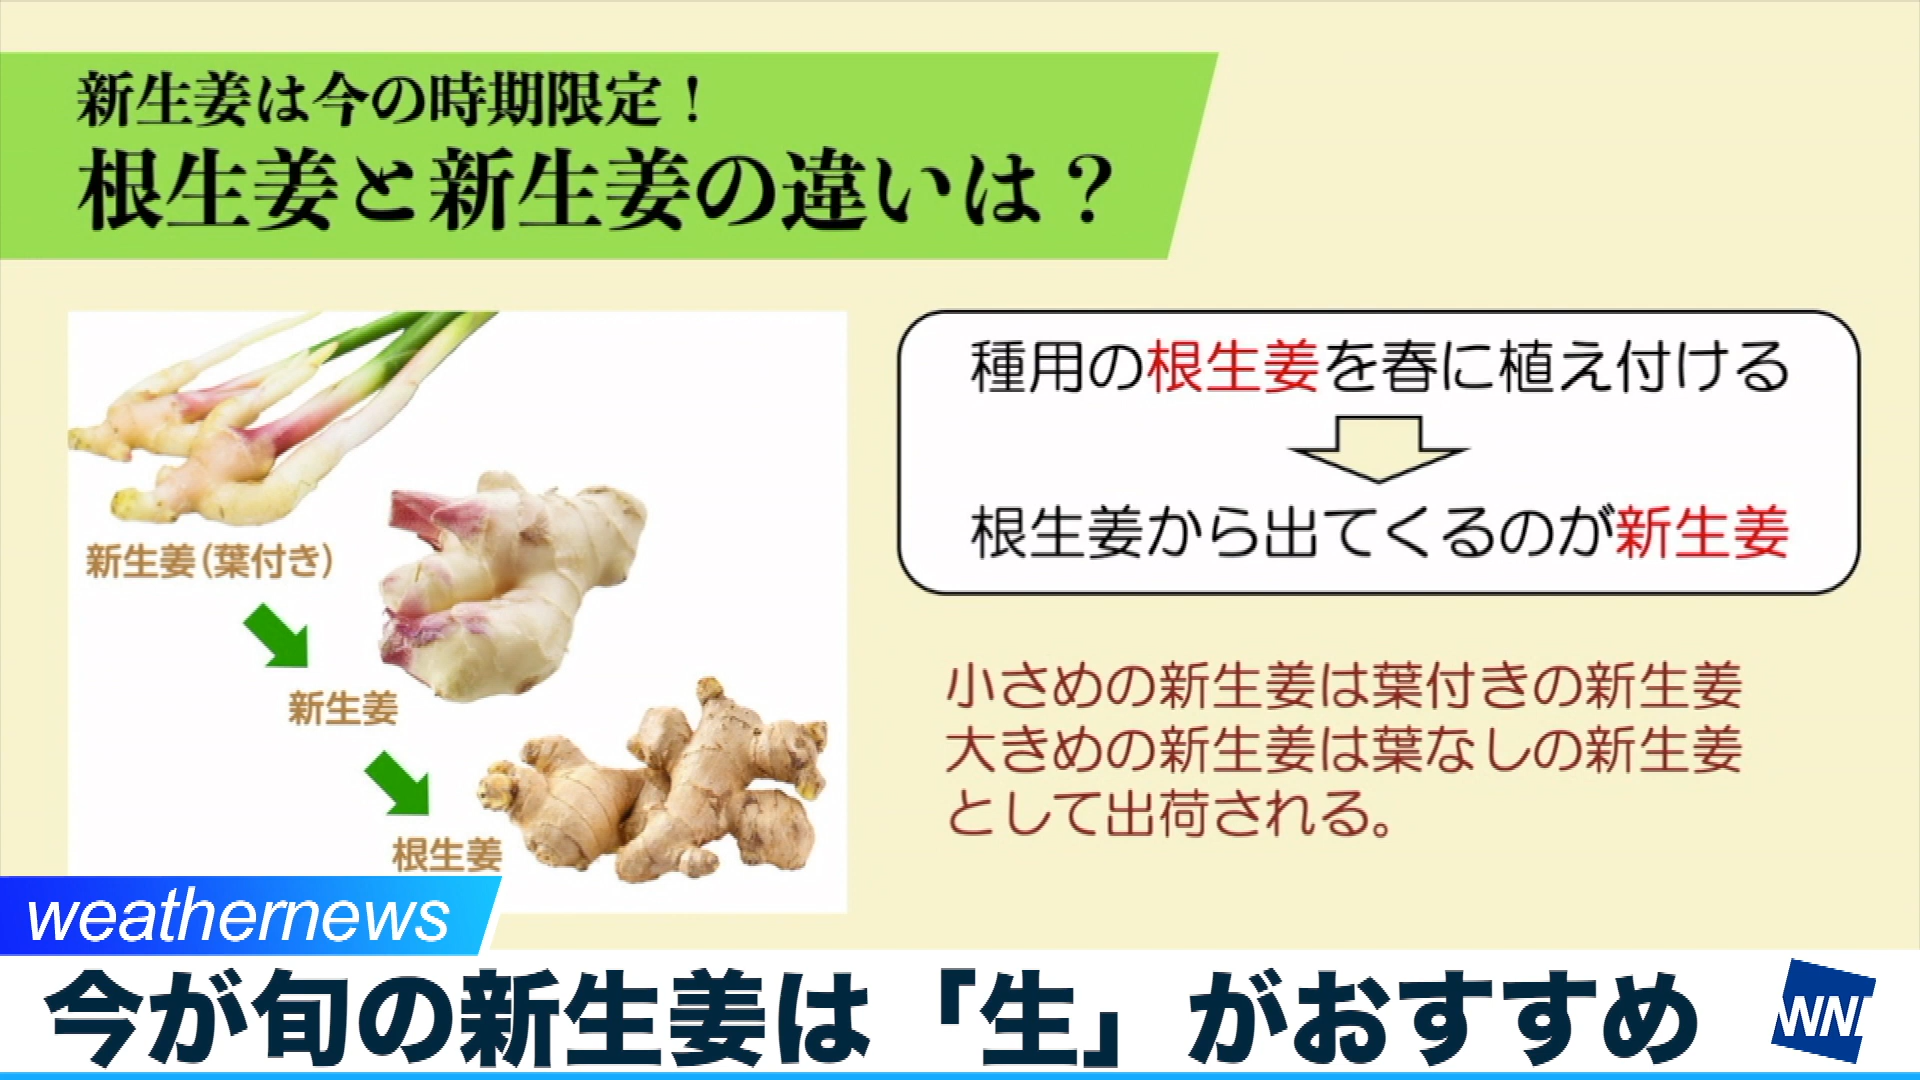 新生姜は今の時期限定！
根生姜と新生姜の違いは？
新生姜（葉付き）
新生姜
根生姜
種用の根生姜を春に植え付ける
根生姜から出てくるのが新生姜
小さめの新生姜は葉付きの新生姜
大きめの新生姜は葉なしの新生姜
として出荷される。
weathernews
今が旬の新生姜は「生」がおすすめ
WNI